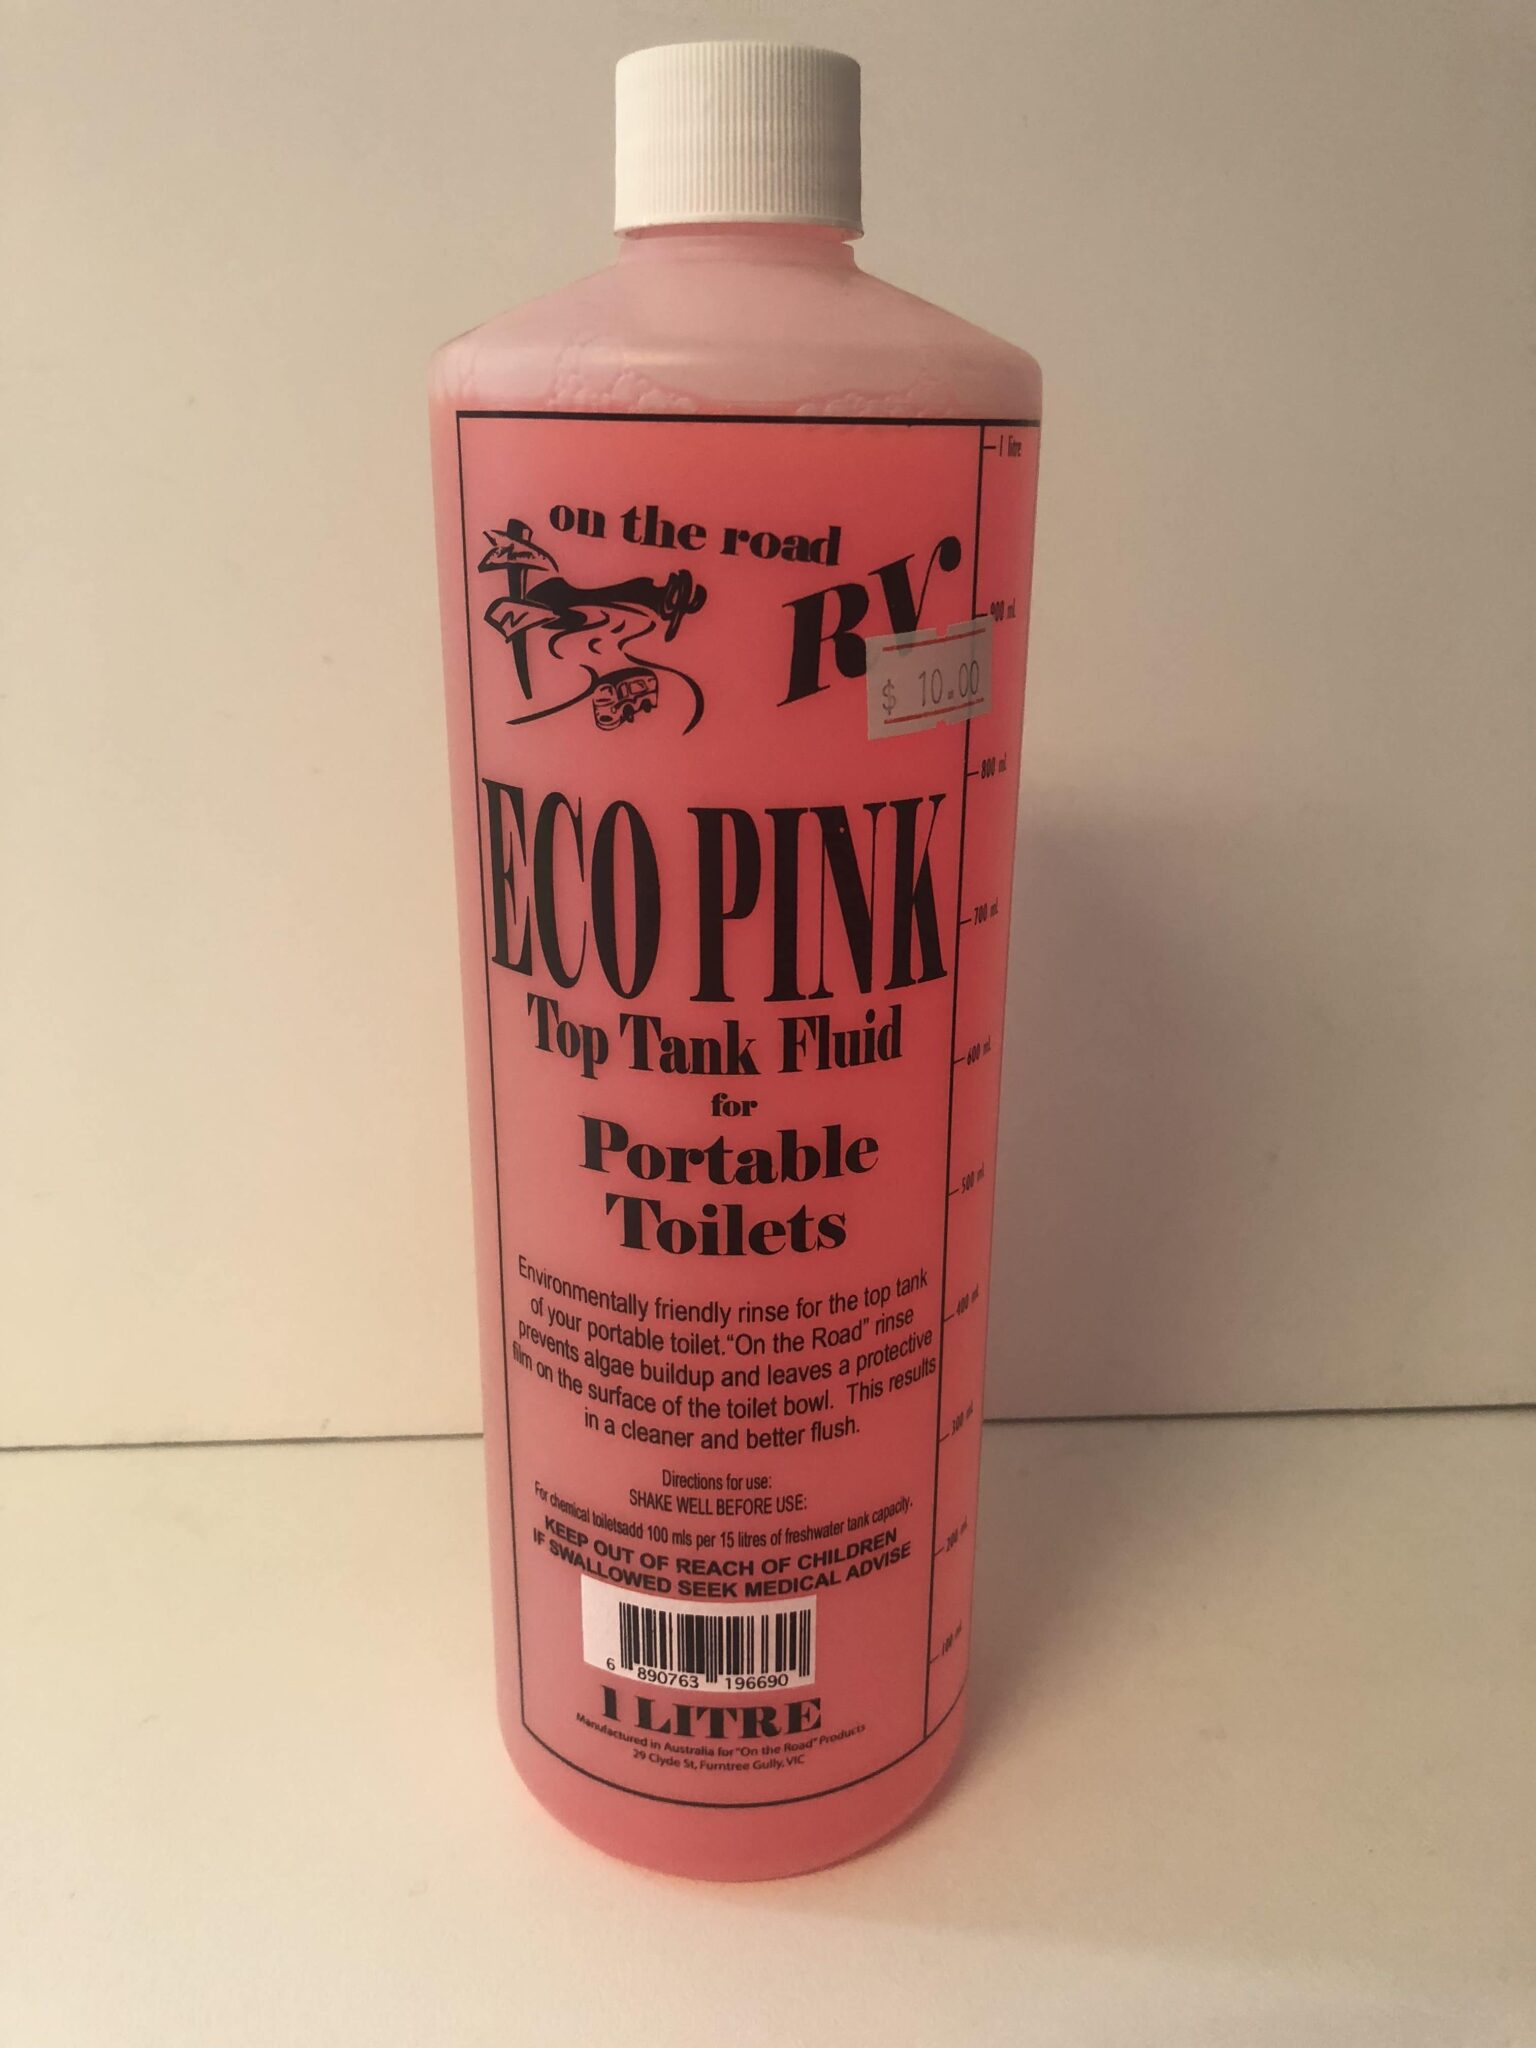 on the road
RV
$ 10.00
ECO PINK
Top Tank Fluid
for
Portable
Toilets
Environmentally friendly rinse for the top tank
of your portable toilet."On the Road" rinse
prevents algae buildup and leaves a protective
film on the surface of the toilet bowl. This results
in a cleaner and better flush.
Directions for use:
SHAKE WELL BEFORE USE:
For chemical toiletsadd 100 mls per 15 litres of freshwater tank capacity.
KEEP OUT OF REACH OF CHILDREN
IF SWALLOWED SEEK MEDICAL ADVISE
6 890763 196690
1 LITRE
Manufactured in Australia for "On the Road" Products
29 Clyde St, Furntree Gully, VIC
1 litre
900 mL
800 mL
700 mL
600 mL
500 mL
400 mL
300 mL
200 mL
100 mL